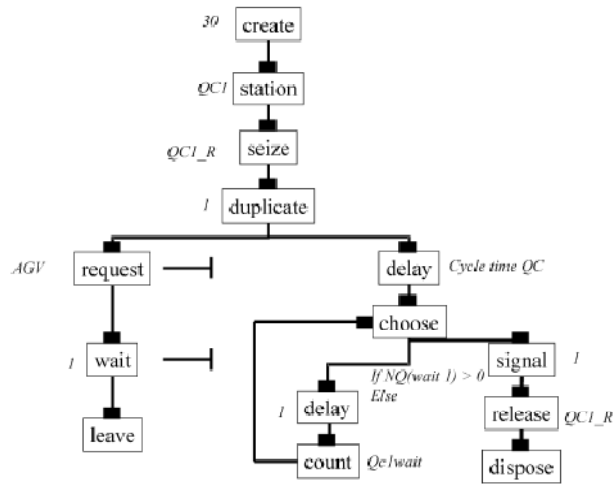 30
create
QC1
station
QC1_R
seize
1
duplicate
AGV
request
delay
Cycle time QC
choose
1
wait
If NQ(wait 1) > 0
Else
signal
1
leave
1
delay
release
QC1_R
count
Qc1wait
dispose